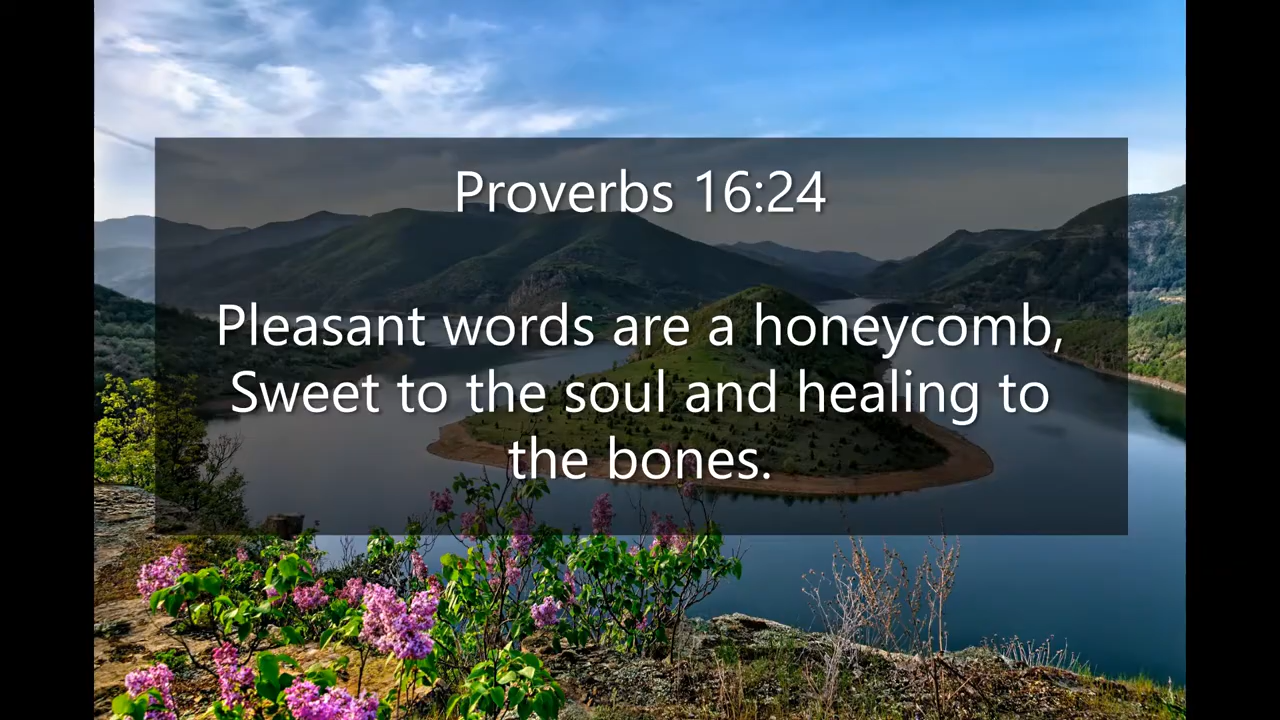 Proverbs 16:24
Pleasant words are a honeycomb,
Sweet to the soul and healing to
the bones.